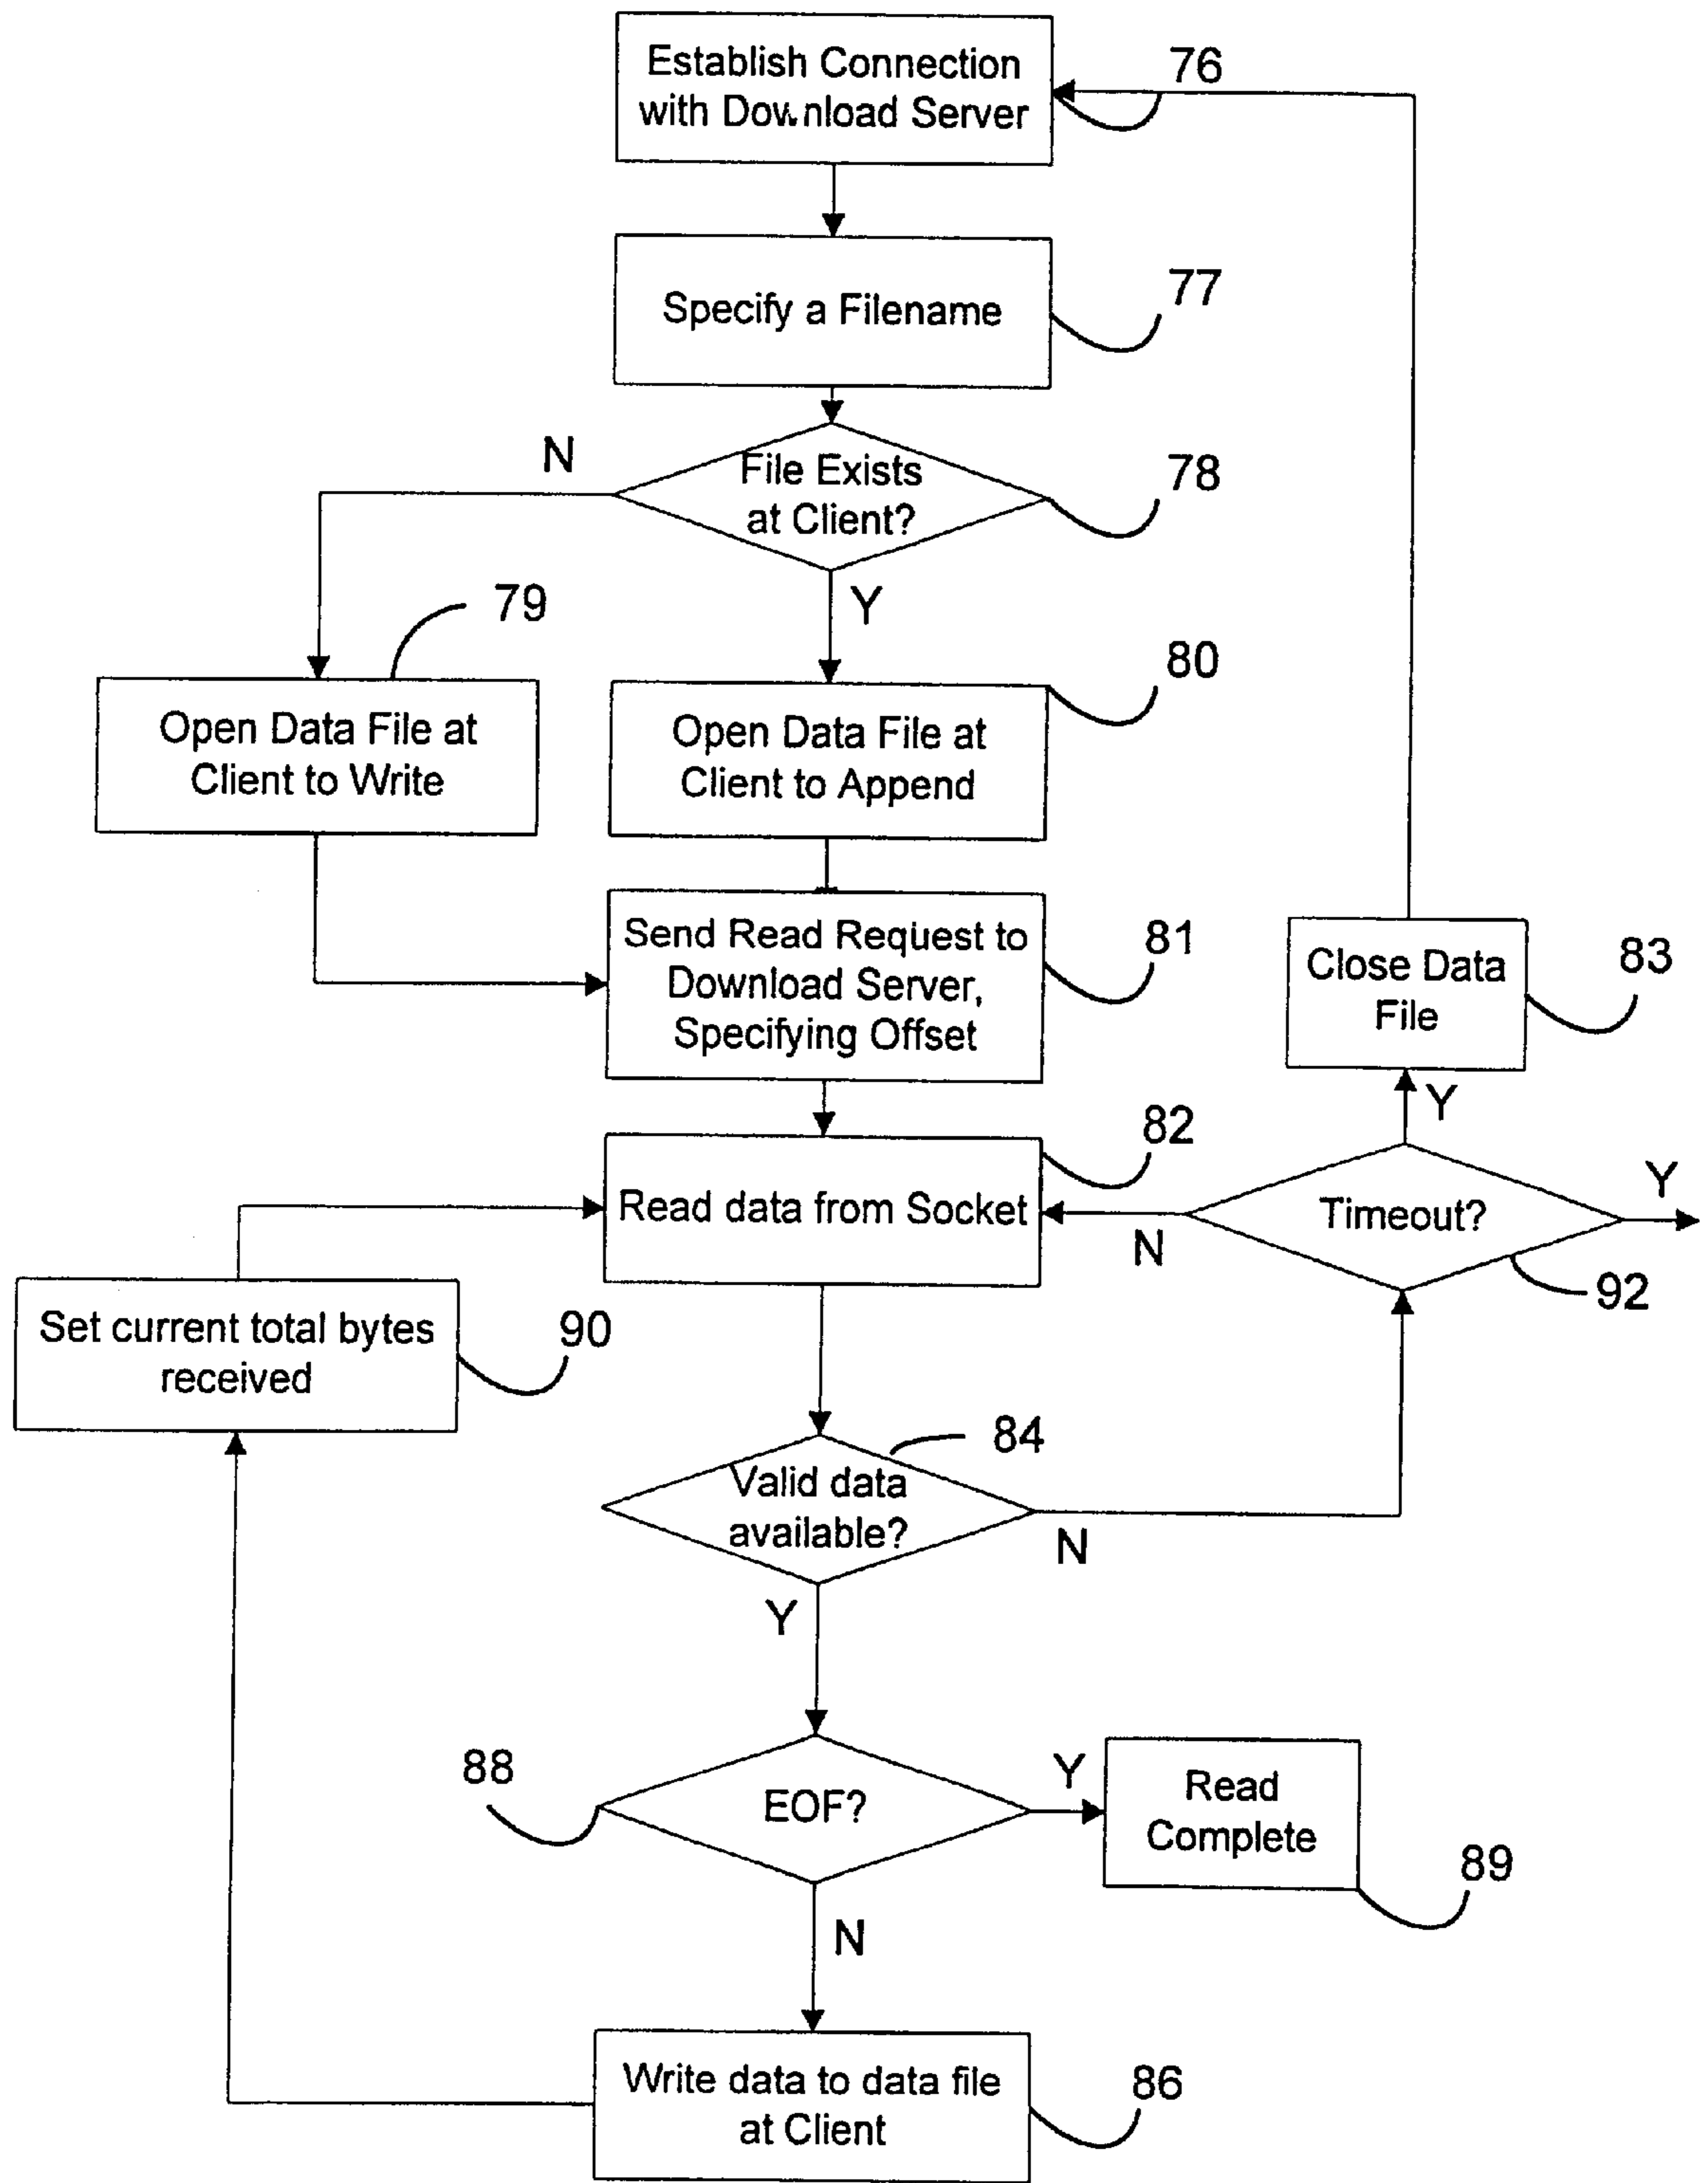 Establish Connection
with Download Server
76
Specify a Filename
77
N
File Exists
at Client?
78
Y
79
80
Open Data File at
Client to Write
Open Data File at
Client to Append
Send Read Request to
Download Server,
Specifying Offset
81
Close Data
File
83
Y
82
Read data from Socket
N
Timeout?
Y
92
Set current total bytes
received
90
84
Valid data
available?
N
Y
88
EOF?
Y
Read
Complete
89
N
Write data to data file
at Client
86